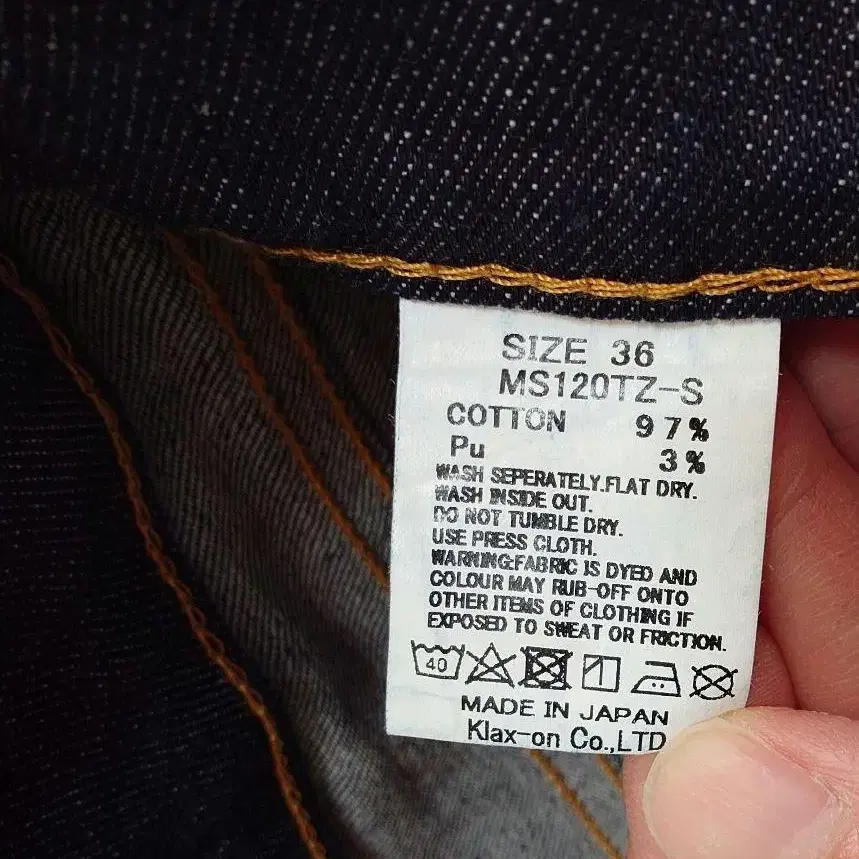 SIZE 36
MS120TZ-S
COTTON 97%
Pu 3%
WASH SEPERATELY.FLAT DRY.
WASH INSIDE OUT.
DO NOT TUMBLE DRY.
USE PRESS CLOTH.
WARNING:FABRIC IS DYED AND
COLOUR MAY RUB-OFF ONTO
OTHER ITEMS OF CLOTHING IF
EXPOSED TO SWEAT OR FRICTION.
40
MADE IN JAPAN
Klax-on Co.,LTD